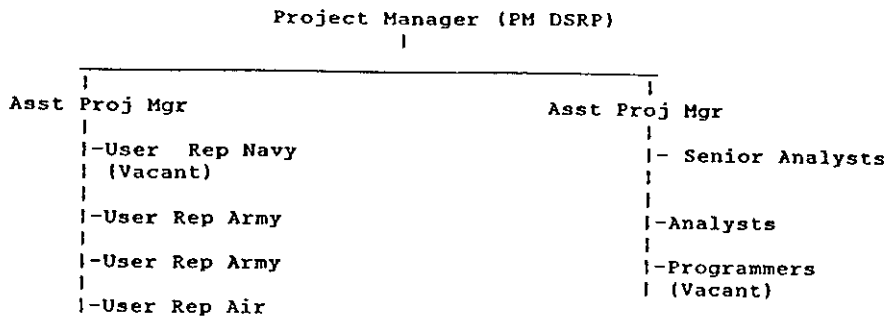 Project Manager (PM DSRP)
Asst Proj Mgr
-User Rep Navy
(Vacant)
-User Rep Army
-User Rep Army
-User Rep Air
Asst Proj Mgr
- Senior Analysts
-Analysts
-Programmers
(Vacant)